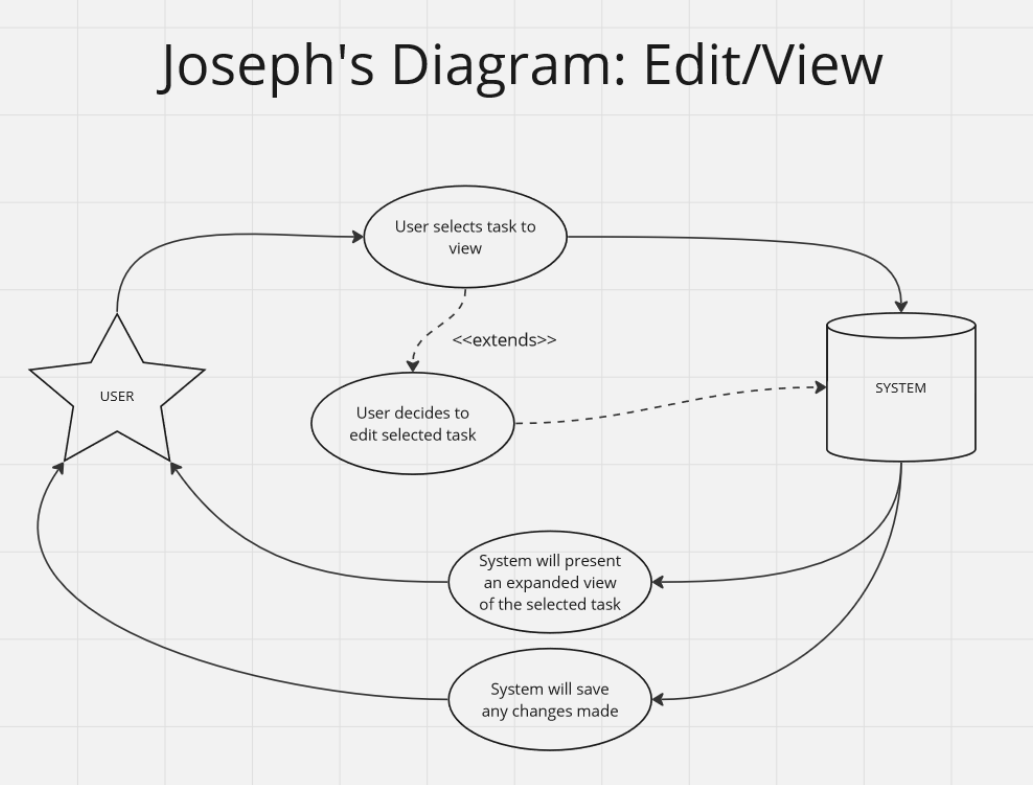 Joseph's Diagram: Edit/View
User selects task to
view
<<extends>>
USER
SYSTEM
User decides to
edit selected task
System will present
an expanded view
of the selected task
System will save
any changes made